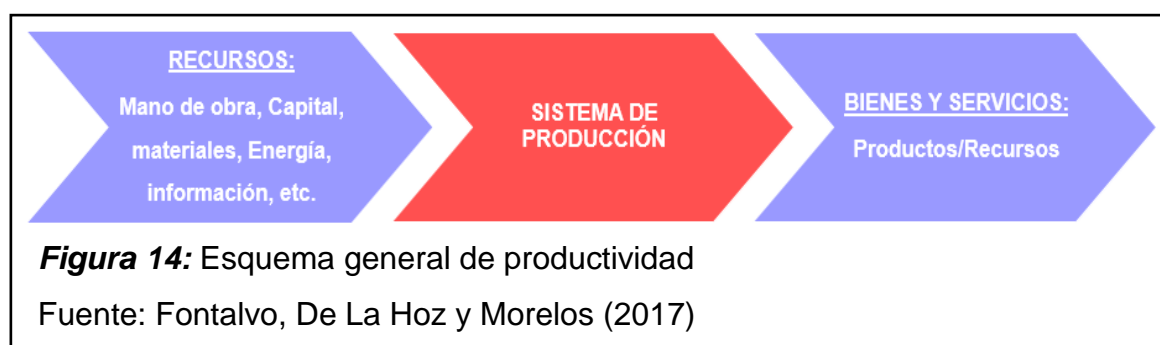 RECURSOS:
Mano de obra, Capital,
materiales, Energía,
información, etc.
SISTEMA DE
PRODUCCIÓN
BIENES Y SERVICIOS:
Productos/Recursos
Figura 14: Esquema general de productividad
Fuente: Fontalvo, De La Hoz y Morelos (2017)